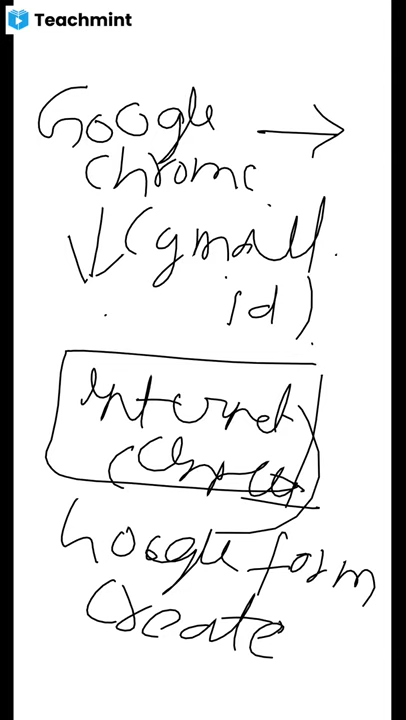 Teachmint
Google →
chrome
↓ (gmail
id)
internet
Google form
create